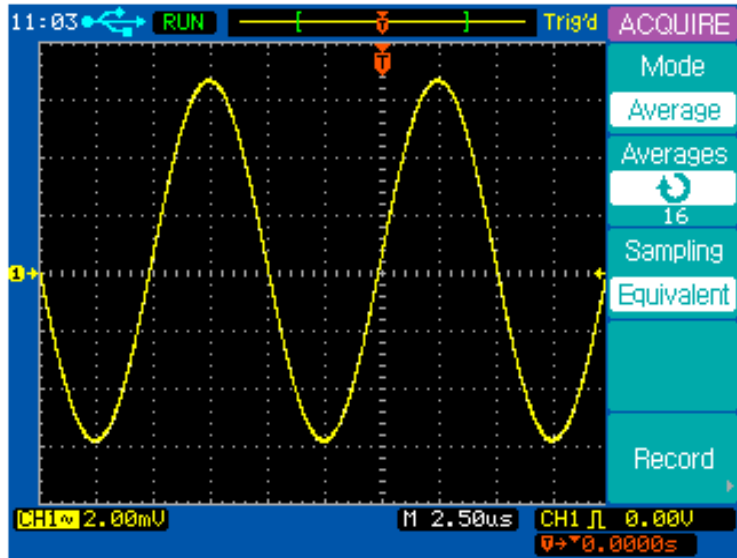 11:03 RUN T Trig'd ACQUIRE
T
Mode
Average
Averages
16
Sampling
1 Equivalent
Record
CH1~ 2.00mV M 2.50us CH1 0.00V
T→▼0.0000s